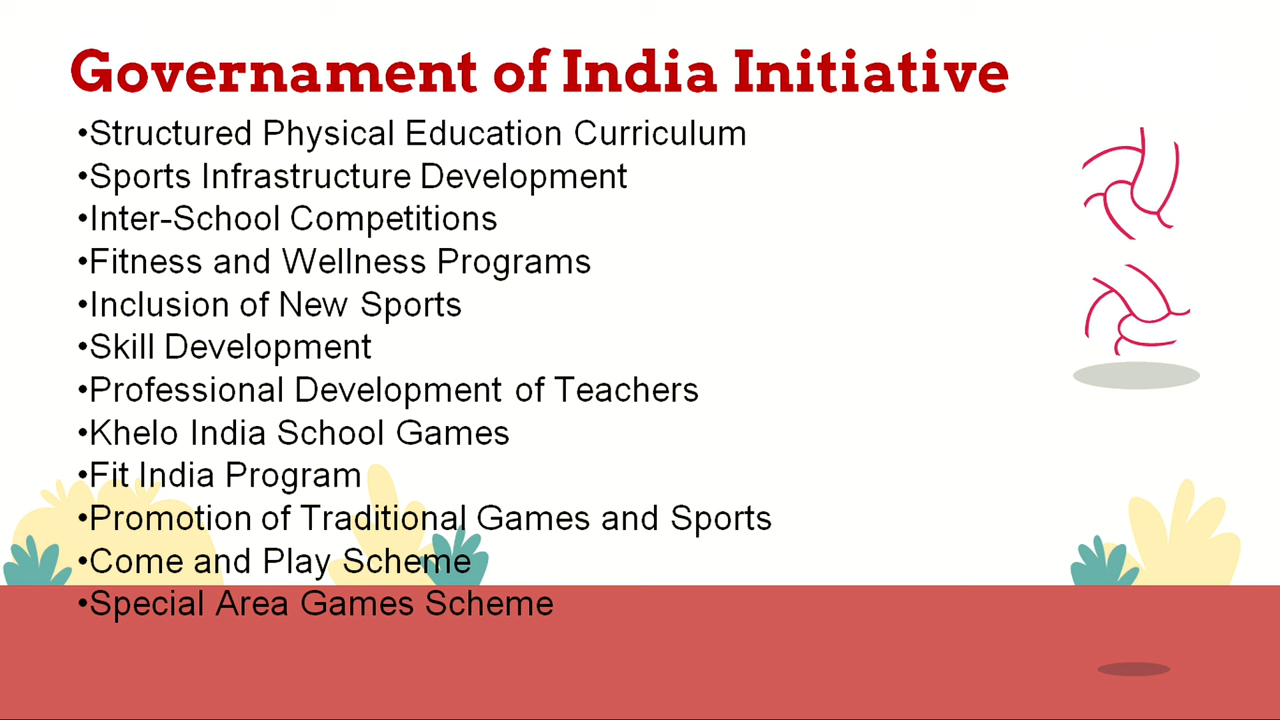 Governament of India Initiative
•Structured Physical Education Curriculum
•Sports Infrastructure Development
•Inter-School Competitions
•Fitness and Wellness Programs
•Inclusion of New Sports
•Skill Development
•Professional Development of Teachers
•Khelo India School Games
•Fit India Program
•Promotion of Traditional Games and Sports
•Come and Play Scheme
•Special Area Games Scheme